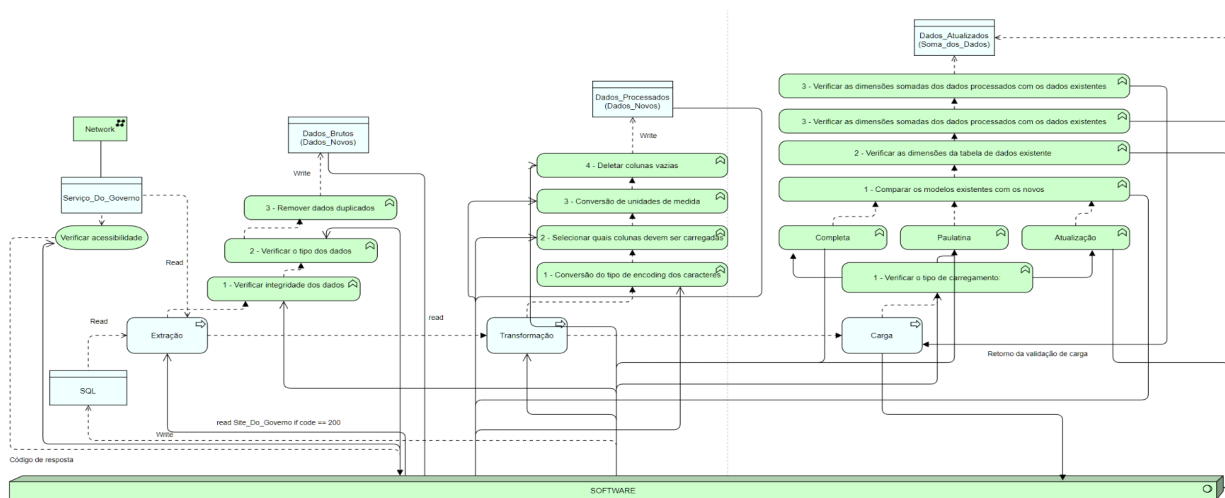 Dados_Atualizados
(Soma_dos_Dados)
3 - Verificar as dimensões somadas dos dados processados com os dados existentes
Dados_Processados
(Dados_Novos)
3 - Verificar as dimensões somadas dos dados processados com os dados existentes
Network
Dados_Brutos
(Dados_Novos)
Write
2 - Verificar as dimensões da tabela de dados existente
4 - Deletar colunas vazias
Write
1 - Comparar os modelos existentes com os novos
Serviço_Do_Governo
3 - Remover dados duplicados
3 - Conversão de unidades de medida
Verificar acessibilidade
2 - Selecionar quais colunas devem ser carregadas
Completa
Paulatina
Atualização
2 - Verificar o tipo dos dados
Read
1 - Verificar integridade dos dados
1 - Conversão do tipo de encoding dos caracteres
1 - Verificar o tipo de carregamento:
Read
read
Extração
Transformação
Carga
Retorno da validação de carga
SQL
read Site_Do_Governo if code == 200
Write
Código de resposta
SOFTWARE